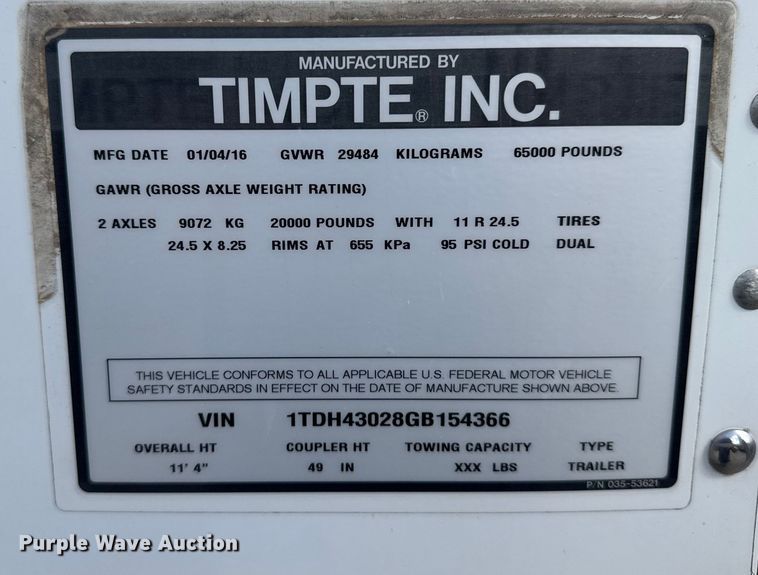 MANUFACTURED BY
TIMPTE® INC.
MFG DATE 01/04/16 GVWR 29484 KILOGRAMS 65000 POUNDS
GAWR (GROSS AXLE WEIGHT RATING)
2 AXLES 9072 KG 20000 POUNDS WITH 11 R 24.5 TIRES
24.5 X 8.25 RIMS AT 655 KPa 95 PSI COLD DUAL
THIS VEHICLE CONFORMS TO ALL APPLICABLE U.S. FEDERAL MOTOR VEHICLE
SAFETY STANDARDS IN EFFECT ON THE DATE OF MANUFACTURE SHOWN ABOVE.
VIN 1TDH43028GB154366
OVERALL HT COUPLER HT TOWING CAPACITY TYPE
11' 4" 49 IN XXX LBS TRAILER
P/N 035-53621
Purple Wave Auction